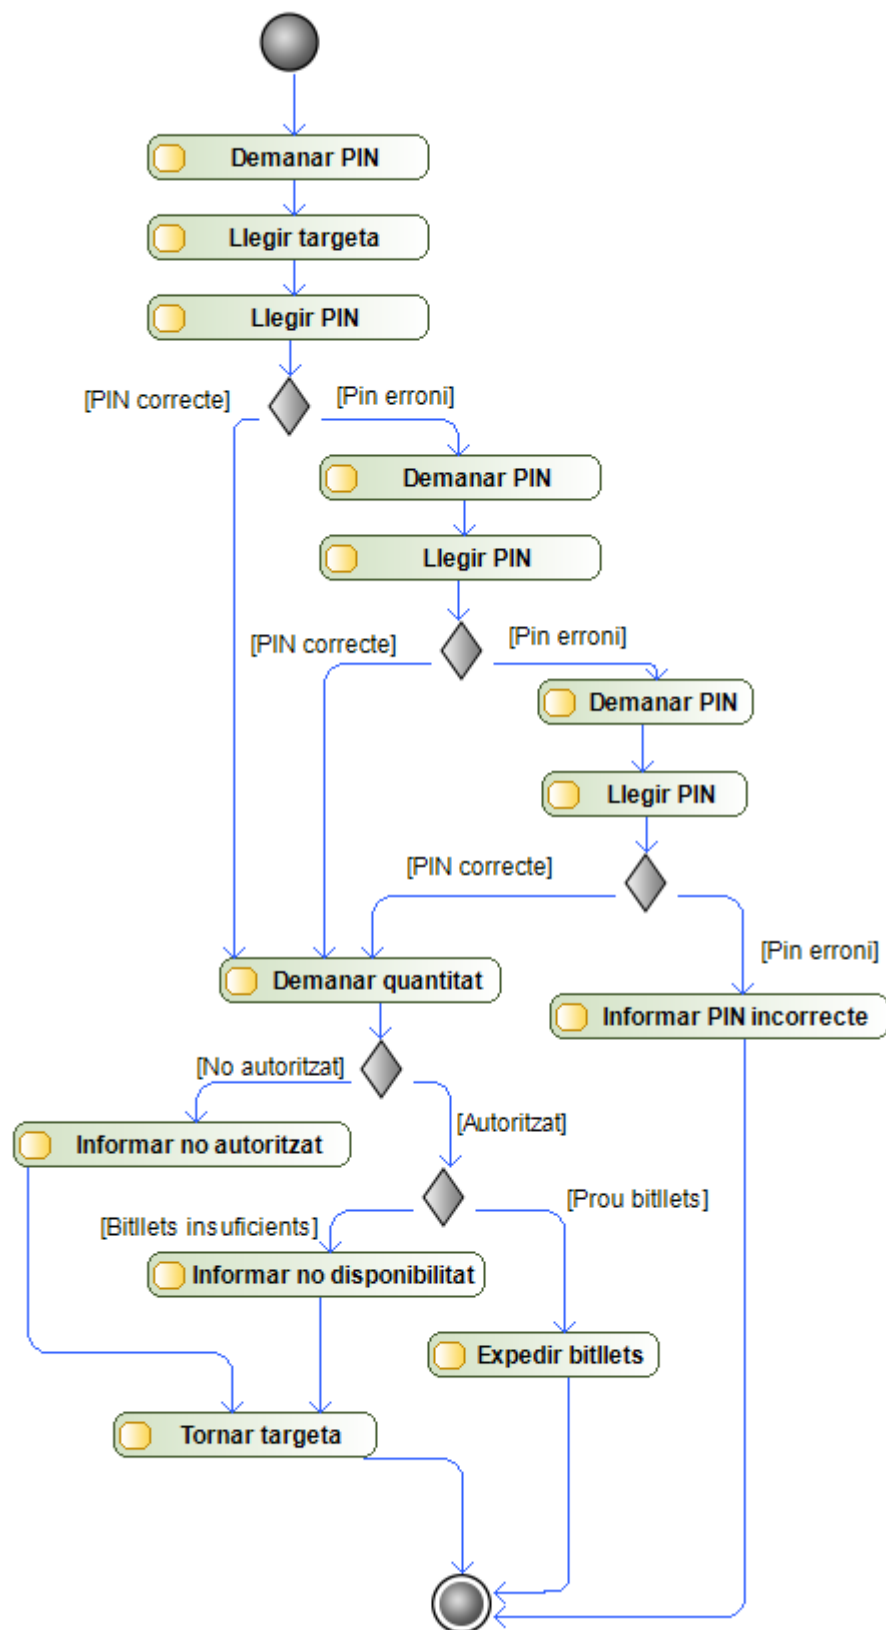 Demanar PIN
Llegir targeta
Llegir PIN
[PIN correcte]
[Pin erroni]
Demanar PIN
Llegir PIN
[PIN correcte]
[Pin erroni]
Demanar PIN
Llegir PIN
[PIN correcte]
[Pin erroni]
Demanar quantitat
Informar PIN incorrecte
[No autoritzat]
[Autoritzat]
Informar no autoritzat
[Prou bitllets]
[Bitllets insuficients]
Informar no disponibilitat
Expedir bitllets
Tornar targeta